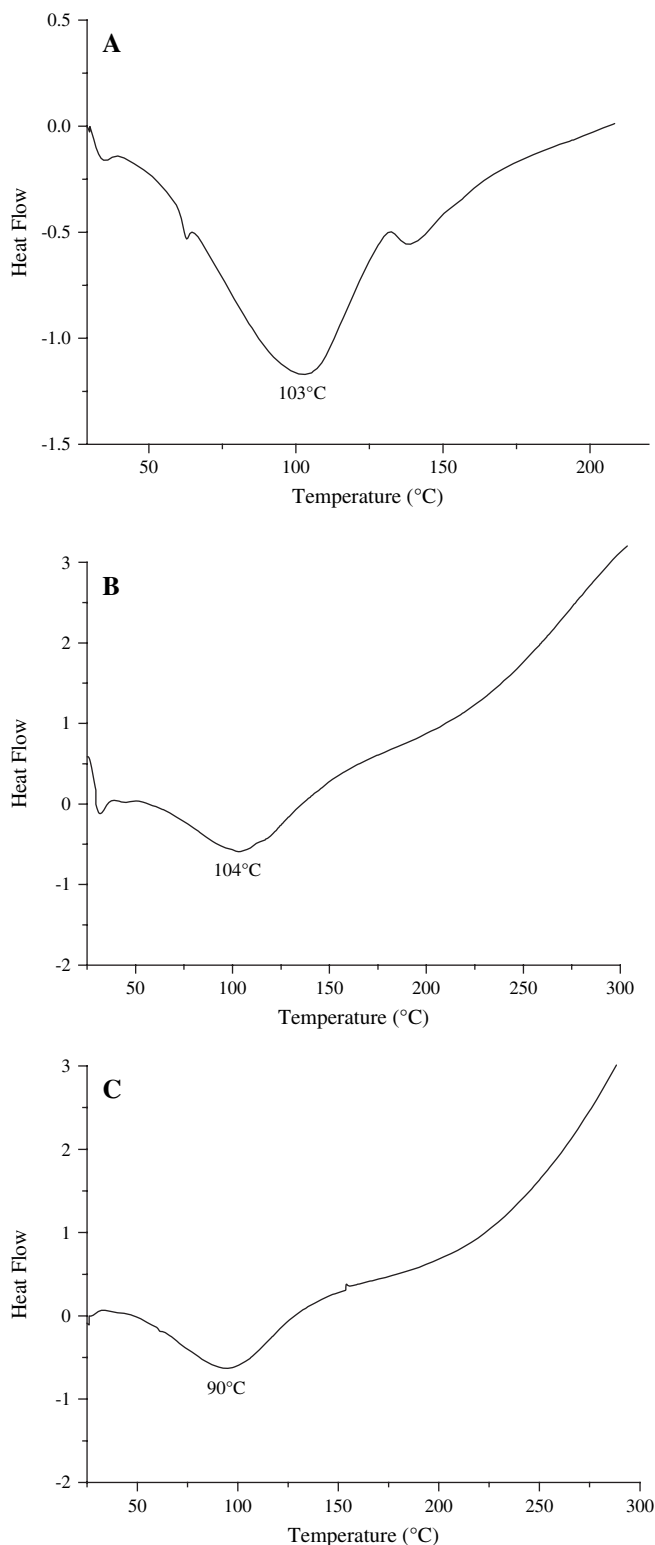 A
0.5
0.0
-0.5
-1.0
-1.5
Heat Flow
103°C
50 100 150 200
Temperature (°C)
B
3
2
1
0
-1
-2
Heat Flow
104°C
50 100 150 200 250 300
Temperature (°C)
C
3
2
1
0
-1
-2
Heat Flow
90°C
50 100 150 200 250 300
Temperature (°C)